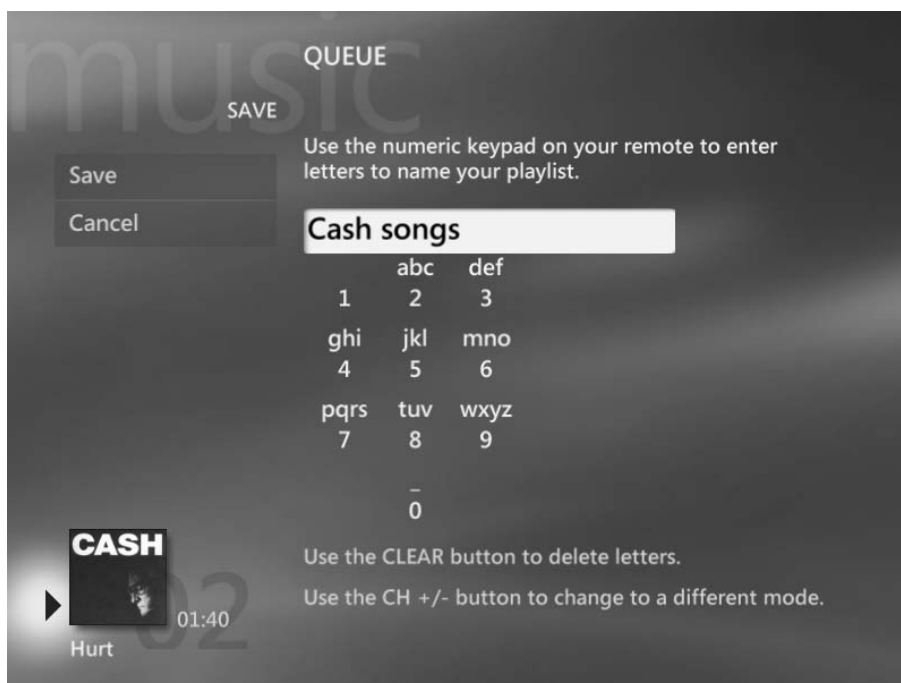 music
QUEUE
SAVE
Save
Cancel
Use the numeric keypad on your remote to enter
letters to name your playlist.
Cash songs
abc def
1 2 3
ghi jkl mno
4 5 6
pqrs tuv wxyz
7 8 9
_
0
Use the CLEAR button to delete letters.
Use the CH +/- button to change to a different mode.
CASH
02
01:40
Hurt